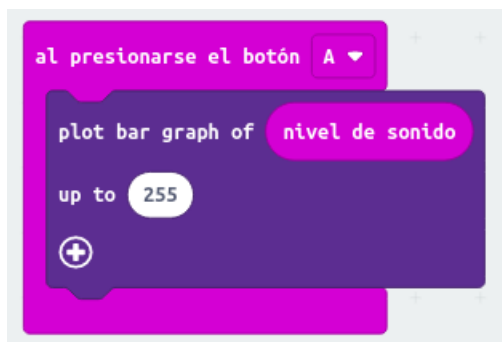 al presionarse el botón A
plot bar graph of nivel de sonido
up to 255